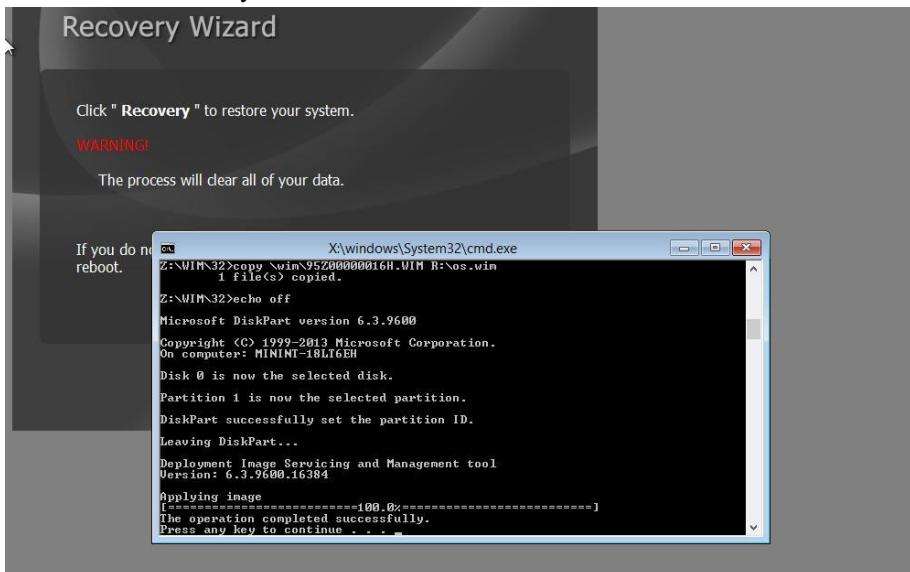 Recovery Wizard
Click " Recovery " to restore your system.
WARNING!
The process will clear all of your data.
If you do
reboot.
X:\windows\System32\cmd.exe
Z:\WIM\32>copy \wim\95Z00000016H.WIM R:\os.wim
1 file(s) copied.
Z:\WIM\32>echo off
Microsoft DiskPart version 6.3.9600
Copyright (C) 1999-2013 Microsoft Corporation.
On computer: MININT-18LT6EH
Disk 0 is now the selected disk.
Partition 1 is now the selected partition.
DiskPart successfully set the partition ID.
Leaving DiskPart...
Deployment Image Servicing and Management tool
Version: 6.3.9600.16384
Applying image
[==========================100.0%==========================]
The operation completed successfully.
Press any key to continue . . . _